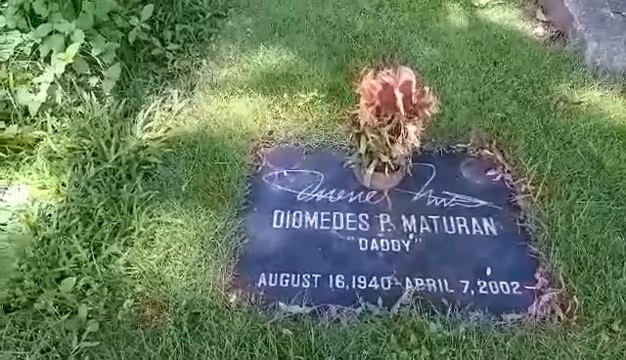 DIOMEDES P. MATURAN
"DADDY"
AUGUST 16,1940-APRIL 7,2002